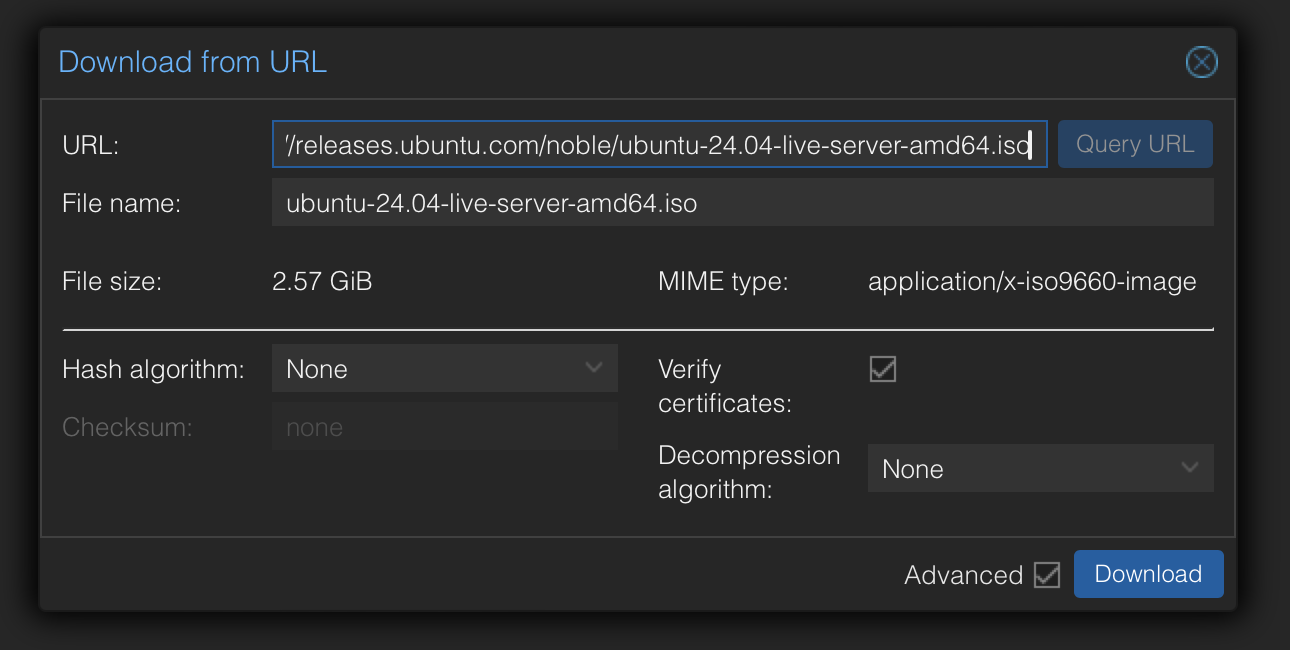 Download from URL
URL: //releases.ubuntu.com/noble/ubuntu-24.04-live-server-amd64.iso Query URL
File name: ubuntu-24.04-live-server-amd64.iso
File size: 2.57 GiB MIME type: application/x-iso9660-image
Hash algorithm: None Verify
certificates:
Checksum: none
Decompression
algorithm: None
Advanced Download